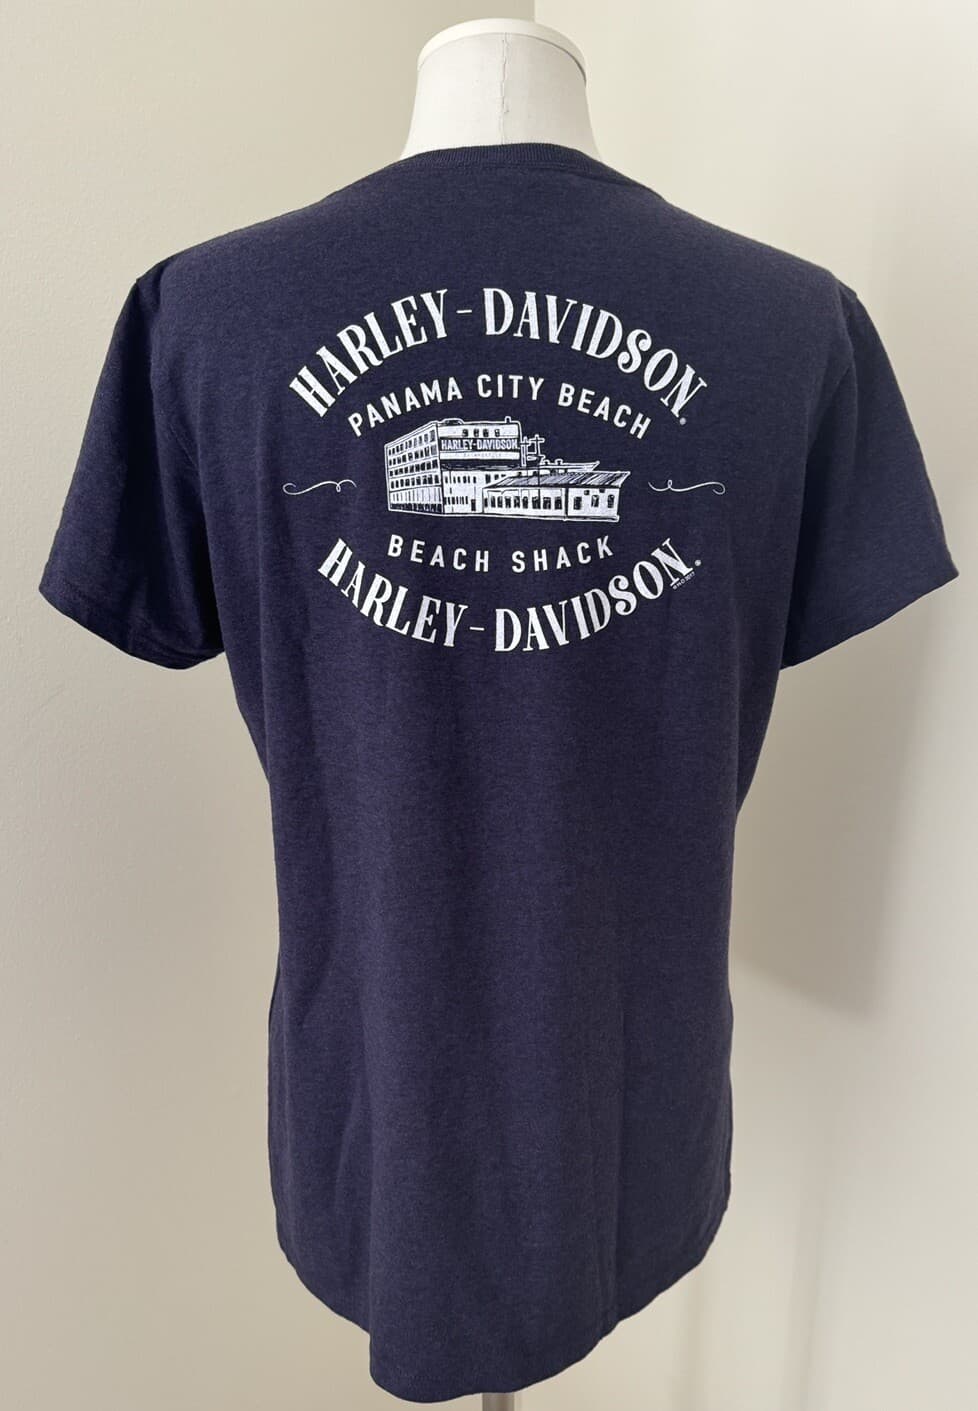 HARLEY-DAVIDSON®
PANAMA CITY BEACH
HARLEY-DAVIDSON
BEACH SHACK
HARLEY-DAVIDSON®